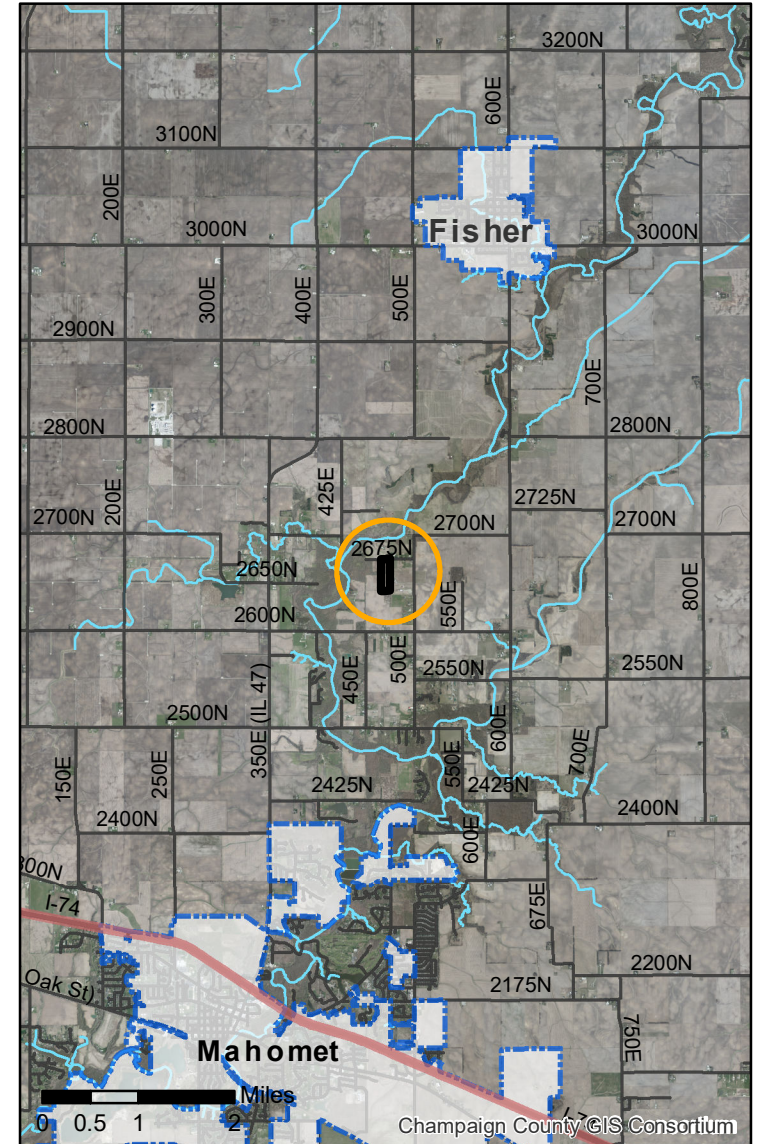 3200N
600E
3100N
200E
3000N
Fisher
3000N
300E
400E
500E
2900N
700E
2800N
2800N
425E
200E
2725N
2700N
2700N
2700N
2675N
2650N
800E
550E
2600N
350E (IL 47)
450E
500E
2550N
2550N
2500N
600E
700E
150E
250E
550E
2425N
2425N
2400N
2400N
600E
300N
I-74
675E
2200N
Oak St)
2175N
750E
Mahomet
Miles
0 0.5 1 2
Champaign County GIS Consortium